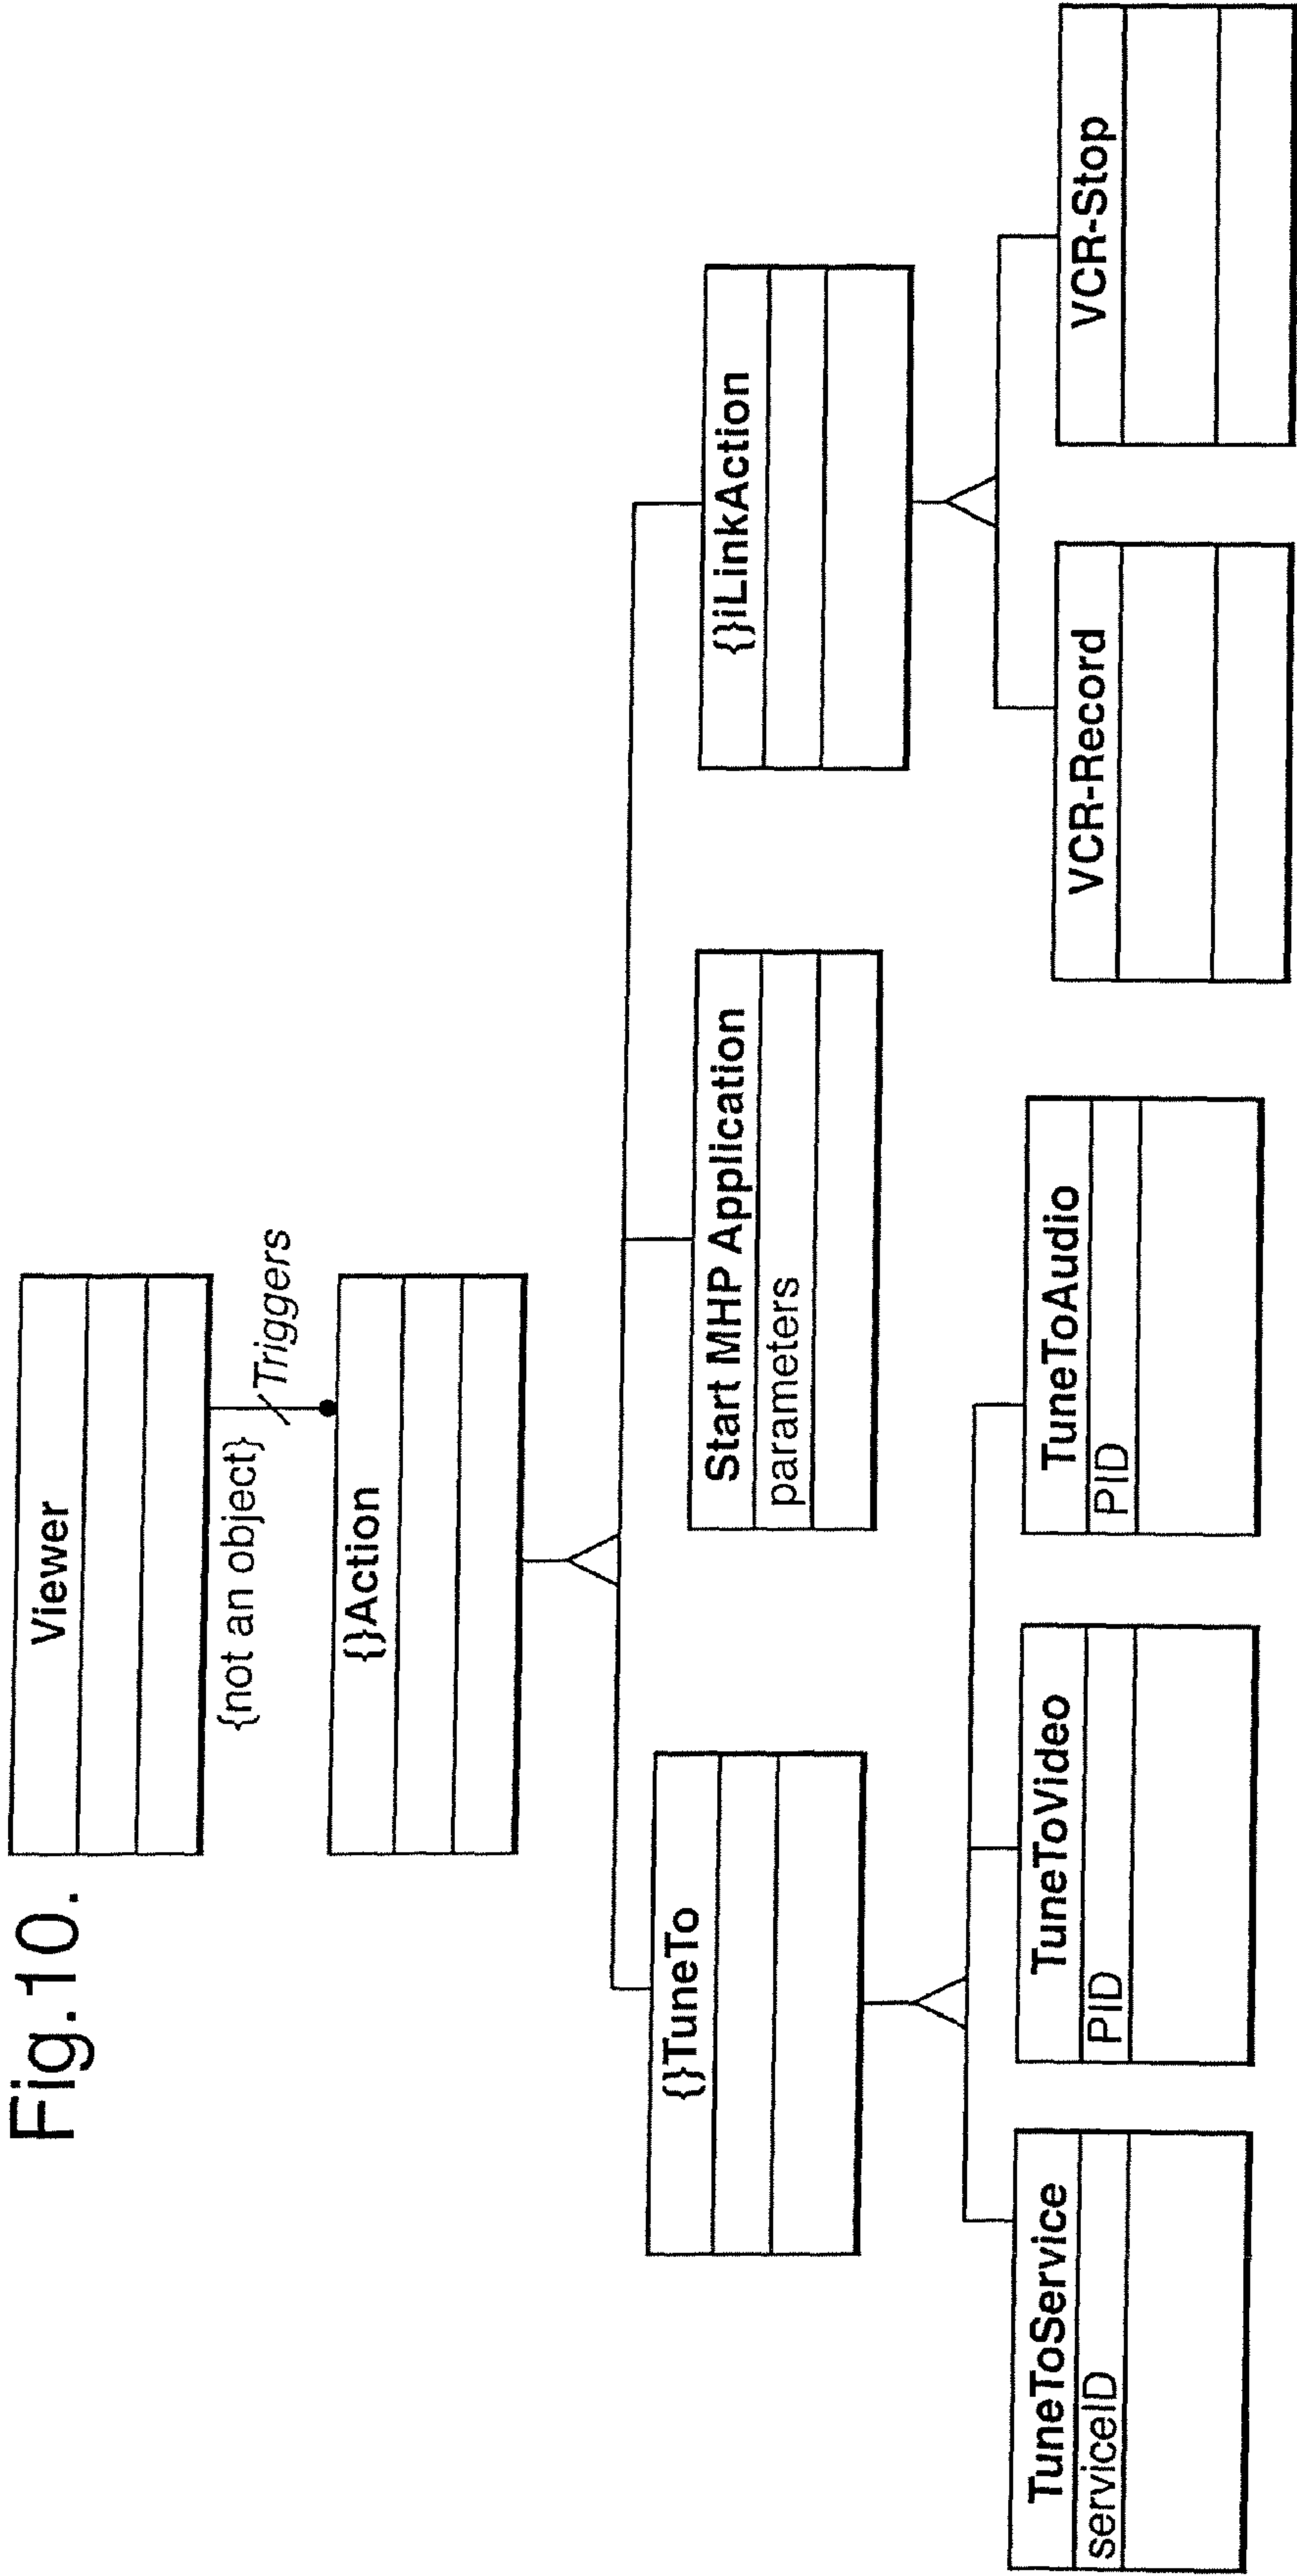 Fig.10.
Viewer
{not an object}
Triggers
{}Action
{}TuneTo
Start MHP Application
parameters
{}iLinkAction
TuneToService
serviceID
TuneToVideo
PID
TuneToAudio
PID
VCR-Record
VCR-Stop